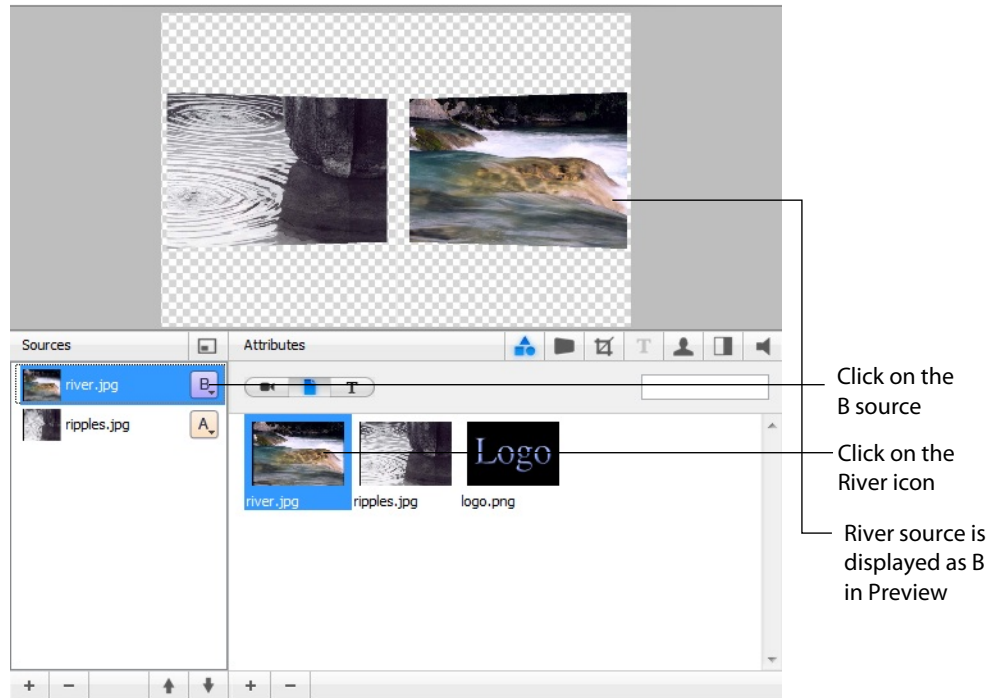 Sources
Attributes
T
river.jpg
B
ripples.jpg
A
T
Logo
river.jpg
ripples.jpg
logo.png
Click on the
B source
Click on the
River icon
River source is
displayed as B
in Preview